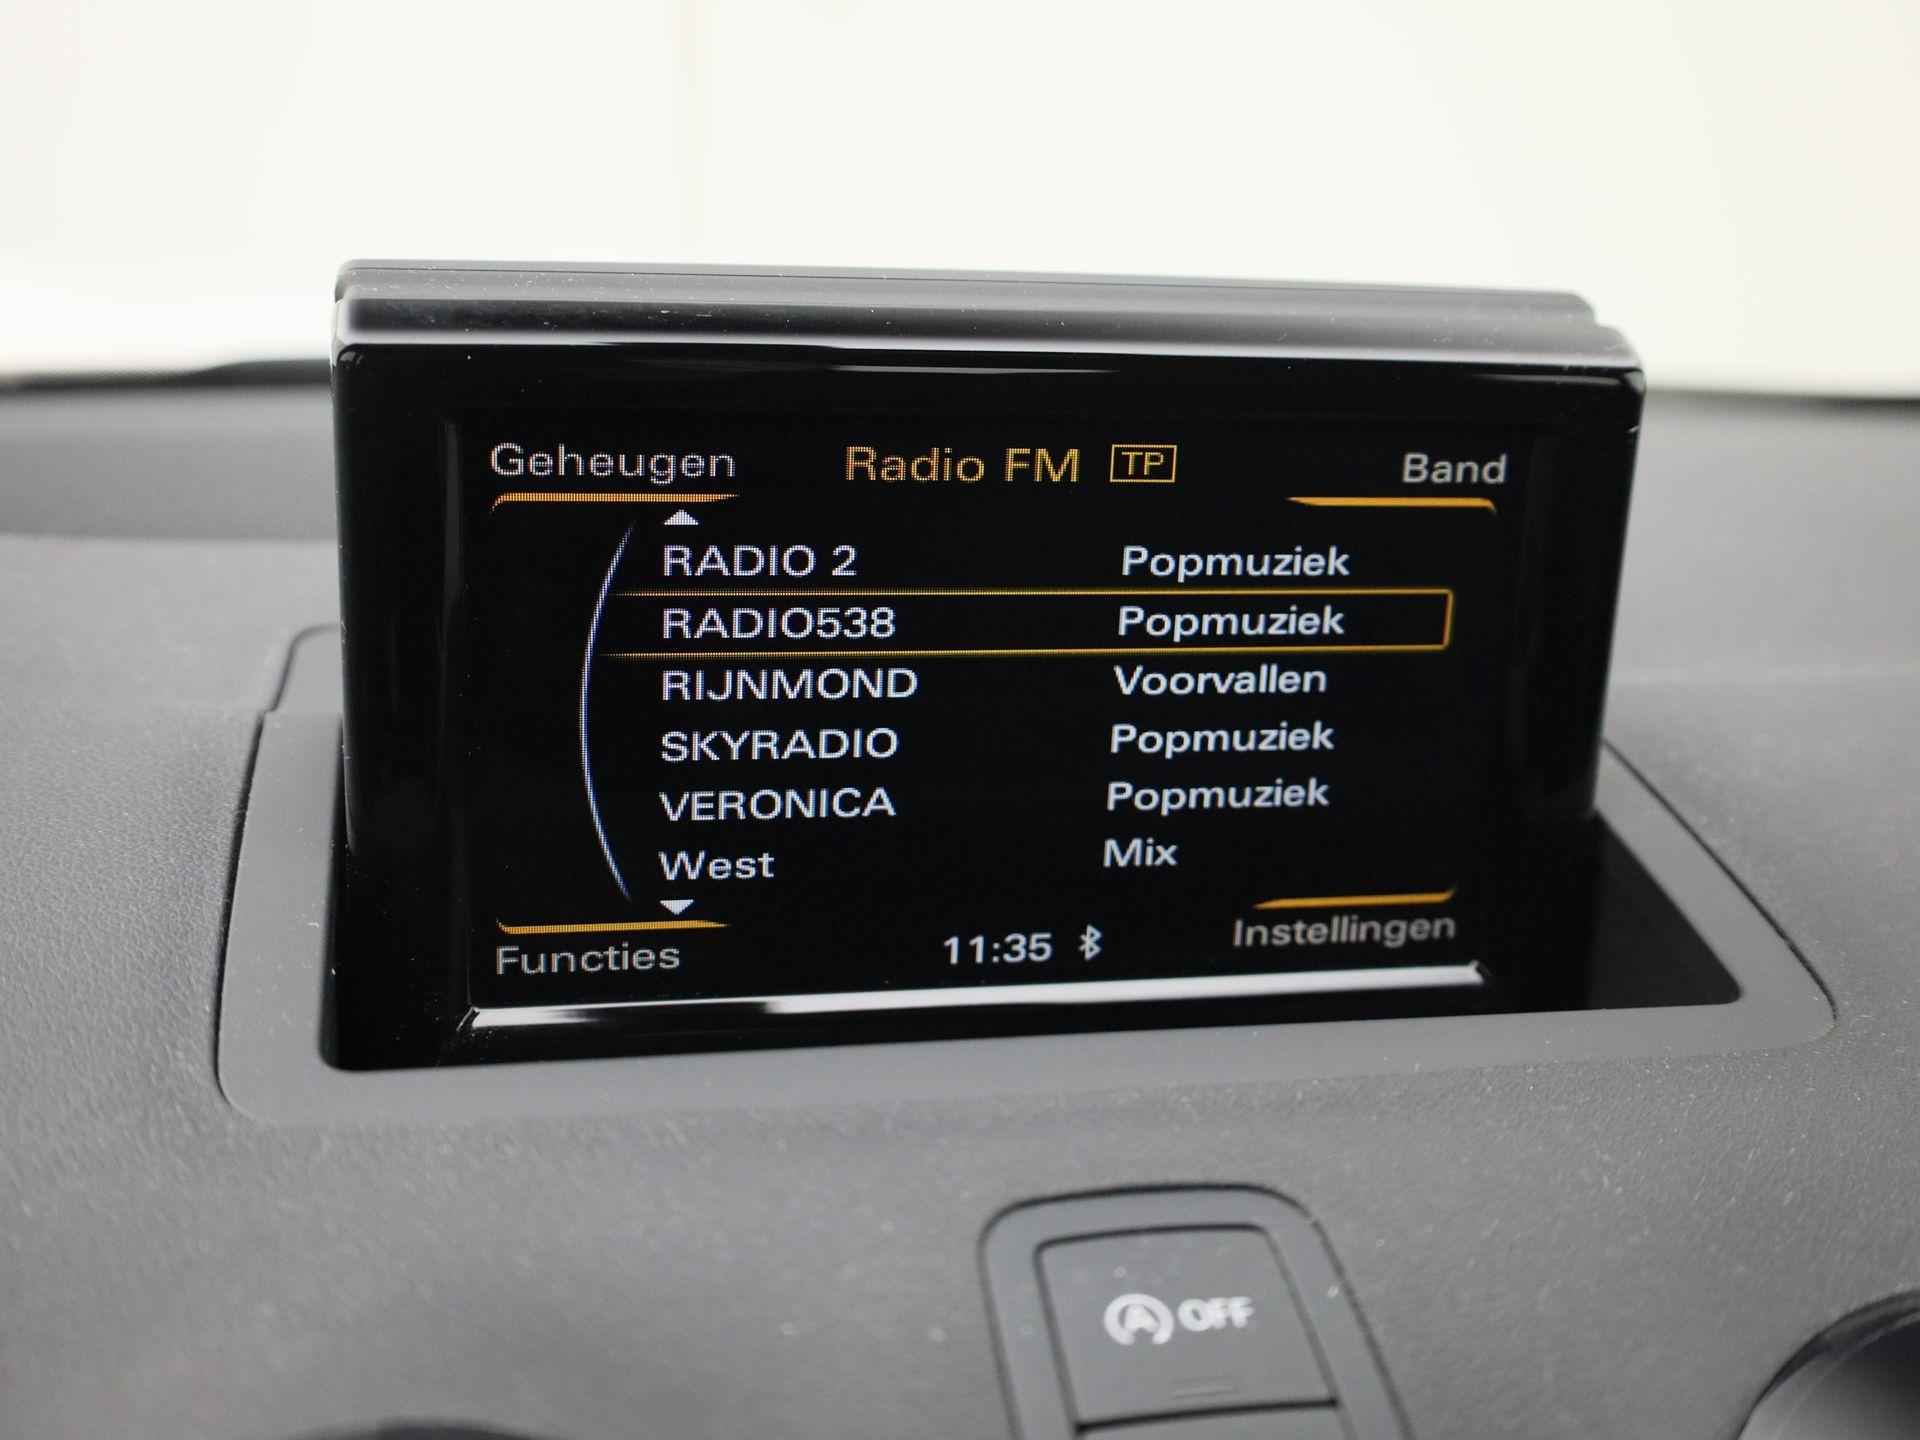 Geheugen Radio FM TP Band
RADIO 2 Popmuziek
RADIO538 Popmuziek
RIJNMOND Voorvallen
SKYRADIO Popmuziek
VERONICA Popmuziek
West Mix
Functies 11:35 Instellingen
A OFF